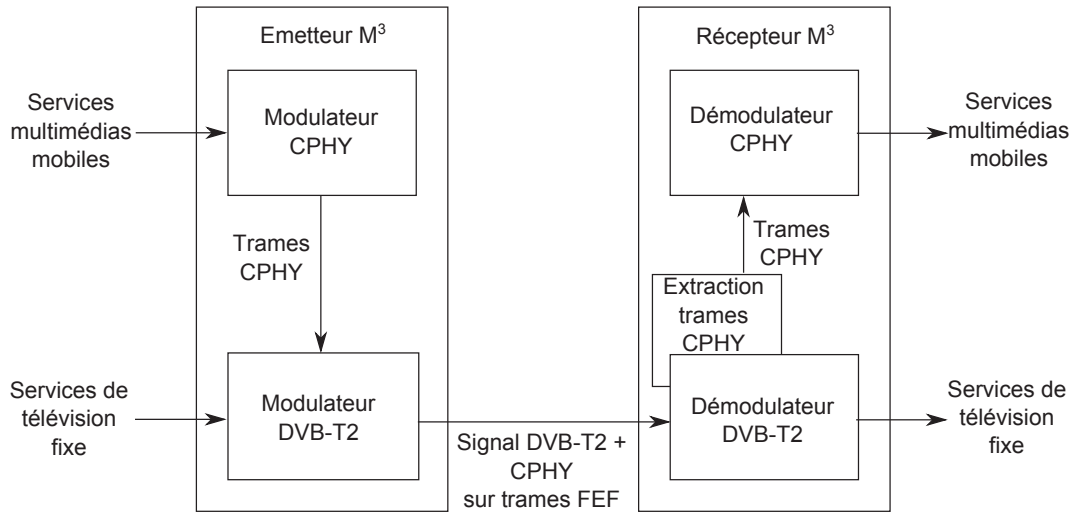 Emetteur M³
Services
multimédias
mobiles
Modulateur
CPHY
Trames
CPHY
Services de
télévision
fixe
Modulateur
DVB-T2
Signal DVB-T2 +
CPHY
sur trames FEF
Récepteur M³
Démodulateur
CPHY
Services
multimédias
mobiles
Trames
CPHY
Extraction
trames
CPHY
Démodulateur
DVB-T2
Services de
télévision
fixe